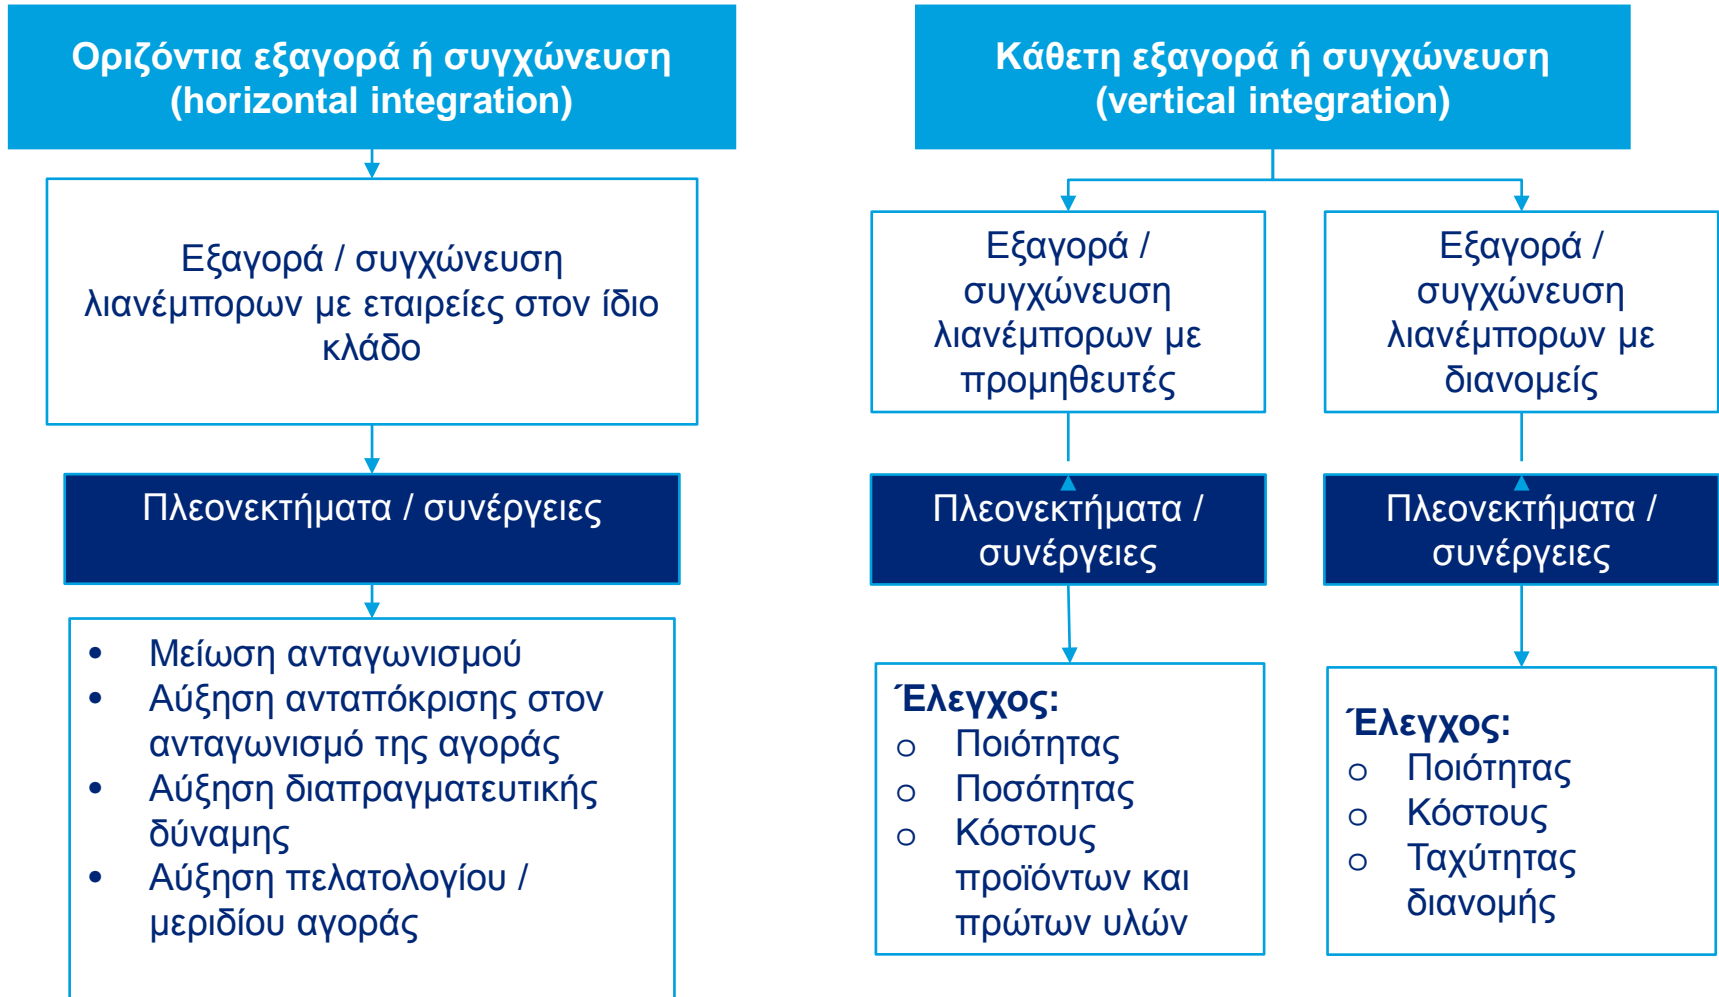 Οριζόντια εξαγορά ή συγχώνευση
(horizontal integration)
Εξαγορά / συγχώνευση
λιανέμπορων με εταιρείες στον ίδιο
κλάδο
Πλεονεκτήματα / συνέργειες
• Μείωση ανταγωνισμού
• Αύξηση ανταπόκρισης στον
ανταγωνισμό της αγοράς
• Αύξηση διαπραγματευτικής
δύναμης
• Αύξηση πελατολογίου /
μεριδίου αγοράς
Κάθετη εξαγορά ή συγχώνευση
(vertical integration)
Εξαγορά /
συγχώνευση
λιανέμπορων με
προμηθευτές
Πλεονεκτήματα /
συνέργειες
Έλεγχος:
o Ποιότητας
o Ποσότητας
o Κόστους
προϊόντων και
πρώτων υλών
Εξαγορά /
συγχώνευση
λιανέμπορων με
διανομείς
Πλεονεκτήματα /
συνέργειες
Έλεγχος:
o Ποιότητας
o Κόστους
o Ταχύτητας
διανομής